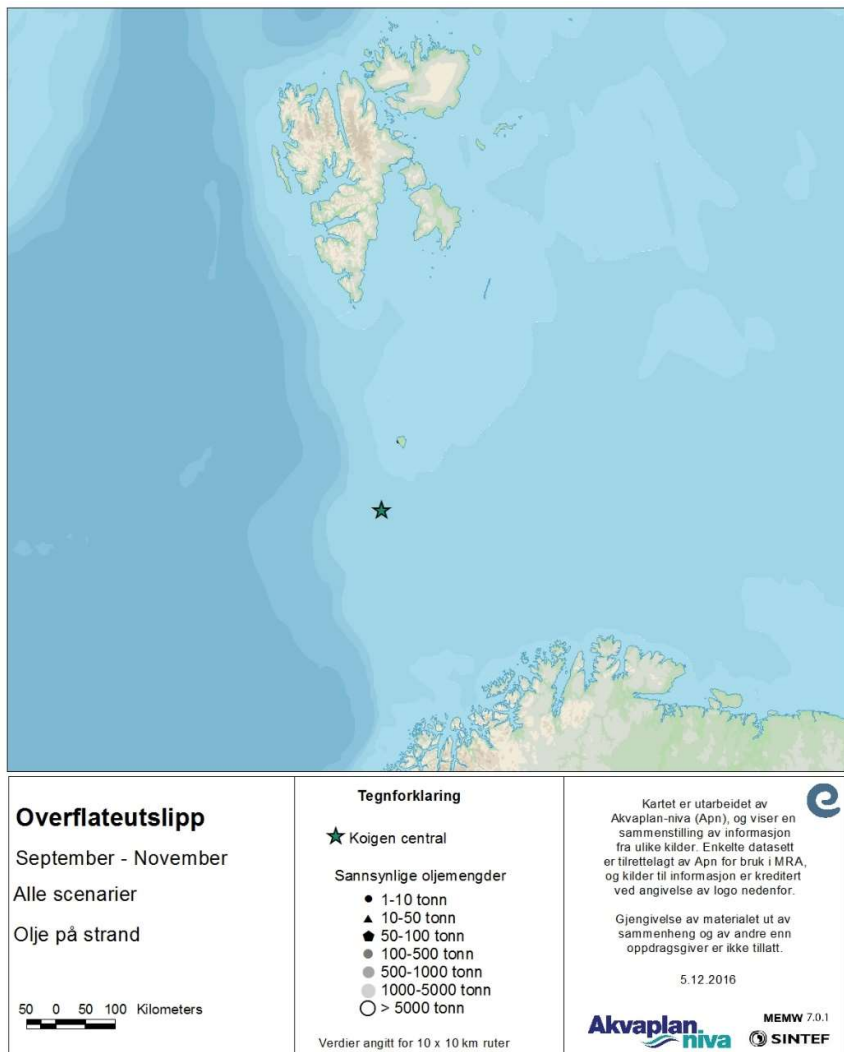 Overflateutslipp
September - November
Alle scenarier
Olje på strand
50 0 50 100 Kilometers
Tegnforklaring
Koigen central
Sannsynlige oljemengder
1-10 tonn
10-50 tonn
50-100 tonn
100-500 tonn
500-1000 tonn
1000-5000 tonn
> 5000 tonn
Verdier angitt for 10 x 10 km ruter
Kartet er utarbeidet av
Akvaplan-niva (Apn), og viser en
sammenstilling av informasjon
fra ulike kilder. Enkelte datasett
er tilrettelagt av Apn for bruk i MRA,
og kilder til informasjon er kreditert
ved angivelse av logo nedenfor.
Gjengivelse av materialet ut av
sammenheng og av andre enn
oppdragsgiver er ikke tillatt.
5.12.2016
Akvaplan
niva
MEMW 7.0.1
SINTEF